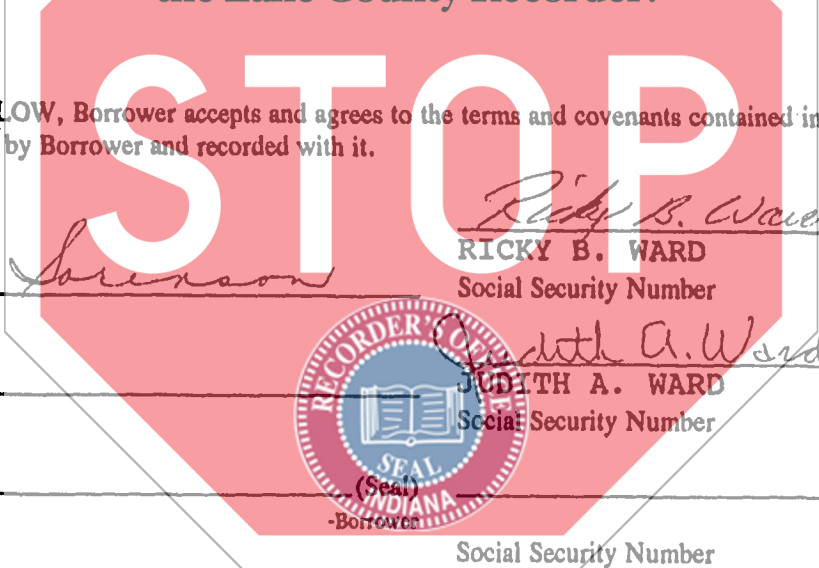 the Lake County Recorder!
STOP
LOW, Borrower accepts and agrees to the terms and covenants contained in
by Borrower and recorded with it.
Ricky B. Ward
RICKY B. WARD
Sorenson
Social Security Number
Judith A. Ward
JUDITH A. WARD
Social Security Number
RECORDER'S OFFICE
SEAL
INDIANA
(Seal)
-Borrower
Social Security Number